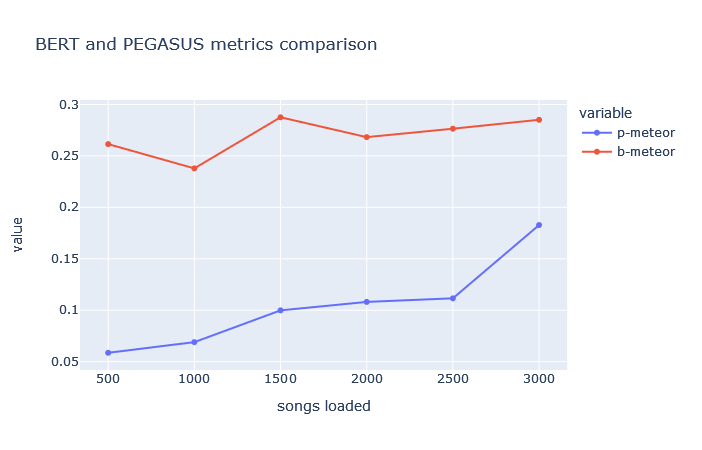 BERT and PEGASUS metrics comparison
variable
p-meteor
b-meteor
value
0.3
0.25
0.2
0.15
0.1
0.05
500 1000 1500 2000 2500 3000
songs loaded